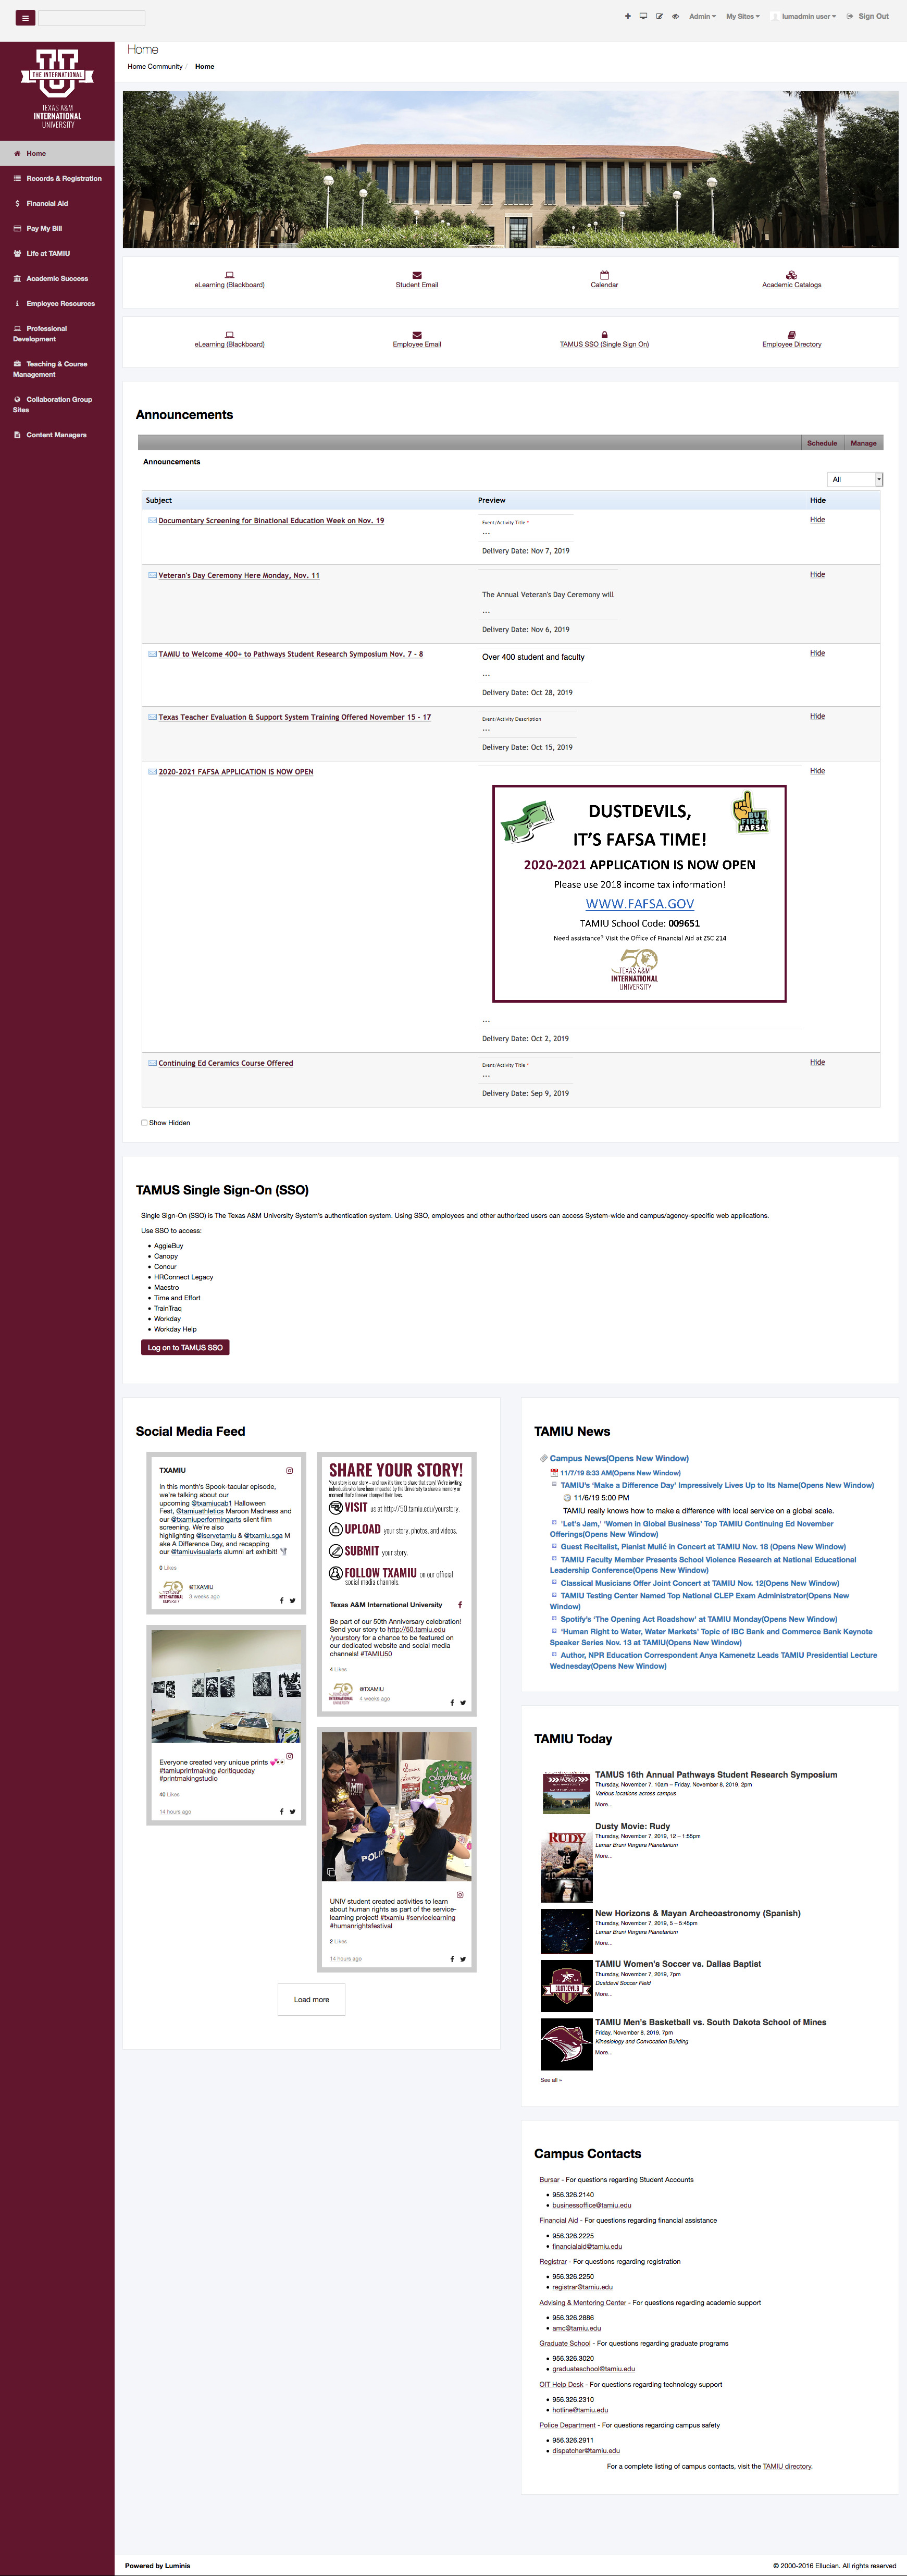 Admin
My Sites
lumadmin user
Sign Out
THE INTERNATIONAL
TEXAS A&M
INTERNATIONAL
UNIVERSITY
Home
Records & Registration
Financial Aid
Pay My Bill
Life at TAMIU
Academic Success
Employee Resources
Professional
Development
Teaching & Course
Management
Collaboration Group
Sites
Content Managers
Home
Home Community / Home
eLearning (Blackboard)
Student Email
Calendar
Academic Catalogs
eLearning (Blackboard)
Employee Email
TAMUS SSO (Single Sign On)
Employee Directory
Announcements
Schedule
Manage
Announcements
All
Subject Preview Hide
Documentary Screening for Binational Education Week on Nov. 19
Event/Activity Title *
...
Delivery Date: Nov 7, 2019
Hide
Veteran's Day Ceremony Here Monday, Nov. 11
The Annual Veteran's Day Ceremony will
...
Delivery Date: Nov 6, 2019
Hide
TAMIU to Welcome 400+ to Pathways Student Research Symposium Nov. 7 - 8
Over 400 student and faculty
...
Delivery Date: Oct 28, 2019
Hide
Texas Teacher Evaluation & Support System Training Offered November 15 - 17
Event/Activity Description
...
Delivery Date: Oct 15, 2019
Hide
2020-2021 FAFSA APPLICATION IS NOW OPEN
DUSTDEVILS,
IT'S FAFSA TIME!
BUT FIRST FAFSA
2020-2021 APPLICATION IS NOW OPEN
Please use 2018 income tax information!
WWW.FAFSA.GOV
TAMIU School Code: 009651
Need assistance? Visit the Office of Financial Aid at ZSC 214
50
TEXAS A&M
INTERNATIONAL
UNIVERSITY
...
Delivery Date: Oct 2, 2019
Hide
Continuing Ed Ceramics Course Offered
Event/Activity Title *
...
Delivery Date: Sep 9, 2019
Hide
Show Hidden
TAMUS Single Sign-On (SSO)
Single Sign-On (SSO) is The Texas A&M University System's authentication system. Using SSO, employees and other authorized users can access System-wide and campus/agency-specific web applications.
Use SSO to access:
AggieBuy
Canopy
Concur
HRConnect Legacy
Maestro
Time and Effort
TrainTraq
Workday
Workday Help
Log on to TAMUS SSO
Social Media Feed
TXAMIU
In this month's Spook-tacular episode,
we're talking about our
upcoming @txamiucab1 Halloween
Fest, @tamiuathletics Maroon Madness and
our @txamiuperformingarts silent film
screening. We're also
highlighting @iservetamiu & @txamiu.sga M
ake A Difference Day, and recapping
our @tamiuvisualarts alumni art exhibit!
0 Likes
@TXAMIU
3 weeks ago
Everyone created very unique prints
#tamiuprintmaking #critiqueday
#printmakingstudio
40 Likes
14 hours ago
SHARE YOUR STORY!
VISIT us at http://50.tamiu.edu/yourstory.
UPLOAD your story, photos, and videos.
SUBMIT your story.
FOLLOW TXAMIU on our official
social media channels.
Texas A&M International University
Be part of our 50th Anniversary celebration!
Send your story to http://50.tamiu.edu
/yourstory for a chance to be featured on
our dedicated website and social media
channels! #TAMIU50
4 Likes
@TXAMIU
4 weeks ago
POLICE
UNIV student created activities to learn
about human rights as part of the service-
learning project! #txamiu #servicelearning
#humanrightsfestival
2 Likes
14 hours ago
Load more
TAMIU News
Campus News(Opens New Window)
11/7/19 8:33 AM(Opens New Window)
TAMIU's 'Make a Difference Day' Impressively Lives Up to Its Name(Opens New Window)
11/6/19 5:00 PM
TAMIU really knows how to make a difference with local service on a global scale.
'Let's Jam,' 'Women in Global Business' Top TAMIU Continuing Ed November
Offerings(Opens New Window)
Guest Recitalist, Pianist Mulić in Concert at TAMIU Nov. 18 (Opens New Window)
TAMIU Faculty Member Presents School Violence Research at National Educational
Leadership Conference(Opens New Window)
Classical Musicians Offer Joint Concert at TAMIU Nov. 12(Opens New Window)
TAMIU Testing Center Named Top National CLEP Exam Administrator(Opens New
Window)
Spotify's 'The Opening Act Roadshow' at TAMIU Monday(Opens New Window)
'Human Right to Water, Water Markets' Topic of IBC Bank and Commerce Bank Keynote
Speaker Series Nov. 13 at TAMIU(Opens New Window)
Author, NPR Education Correspondent Anya Kamenetz Leads TAMIU Presidential Lecture
Wednesday(Opens New Window)
TAMIU Today
TAMUS 16th Annual Pathways Student Research Symposium
Thursday, November 7, 10am – Friday, November 8, 2019, 2pm
Various locations across campus
More...
RUDY
Dusty Movie: Rudy
Thursday, November 7, 2019, 12 – 1:55pm
Lamar Bruni Vergara Planetarium
More...
New Horizons & Mayan Archeoastronomy (Spanish)
Thursday, November 7, 2019, 5 – 5:45pm
Lamar Bruni Vergara Planetarium
More...
DUSTDEVILS
TAMIU Women's Soccer vs. Dallas Baptist
Thursday, November 7, 2019, 7pm
Dustdevil Soccer Field
More...
TAMIU Men's Basketball vs. South Dakota School of Mines
Friday, November 8, 2019, 7pm
Kinesiology and Convocation Building
More...
See all »
Campus Contacts
Bursar - For questions regarding Student Accounts
956.326.2140
businessoffice@tamiu.edu
Financial Aid - For questions regarding financial assistance
956.326.2225
financialaid@tamiu.edu
Registrar - For questions regarding registration
956.326.2250
registrar@tamiu.edu
Advising & Mentoring Center - For questions regarding academic support
956.326.2886
amc@tamiu.edu
Graduate School - For questions regarding graduate programs
956.326.3020
graduateschool@tamiu.edu
OIT Help Desk - For questions regarding technology support
956.326.2310
hotline@tamiu.edu
Police Department - For questions regarding campus safety
956.326.2911
dispatcher@tamiu.edu
For a complete listing of campus contacts, visit the TAMIU directory.
Powered by Luminis
© 2000-2016 Ellucian. All rights reserved